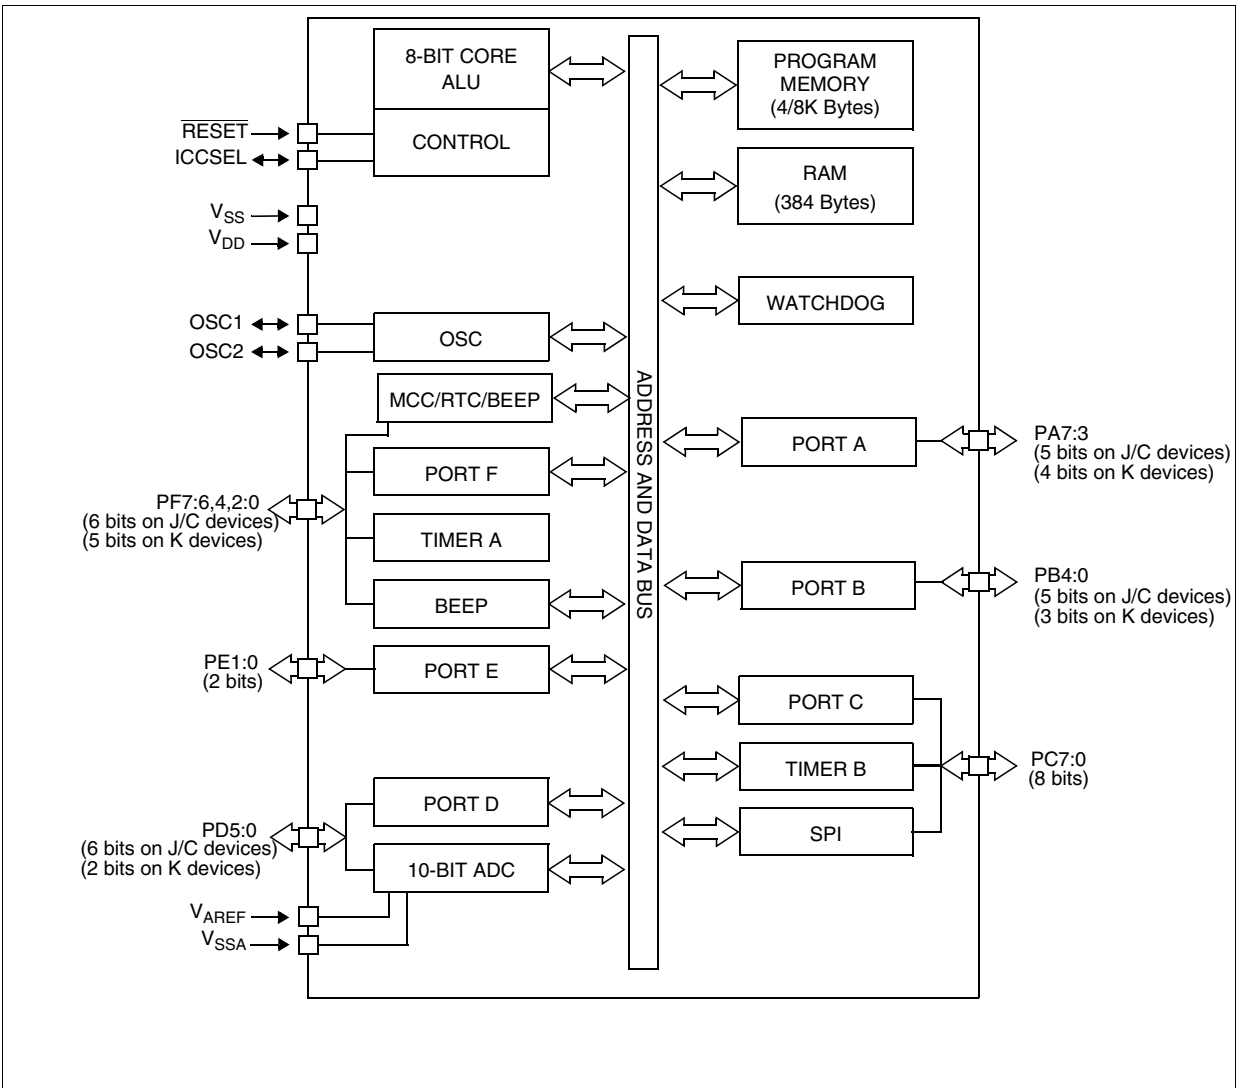 8-BIT CORE
ALU
CONTROL
RESET
ICCSEL
VSS
VDD
OSC1
OSC2
OSC
MCC/RTC/BEEP
PORT F
PF7:6,4,2:0
(6 bits on J/C devices)
(5 bits on K devices)
TIMER A
BEEP
PE1:0
(2 bits)
PORT E
PORT D
PD5:0
(6 bits on J/C devices)
(2 bits on K devices)
10-BIT ADC
VAREF
VSSA
ADDRESS AND DATA BUS
PROGRAM
MEMORY
(4/8K Bytes)
RAM
(384 Bytes)
WATCHDOG
PORT A
PA7:3
(5 bits on J/C devices)
(4 bits on K devices)
PORT B
PB4:0
(5 bits on J/C devices)
(3 bits on K devices)
PORT C
TIMER B
SPI
PC7:0
(8 bits)